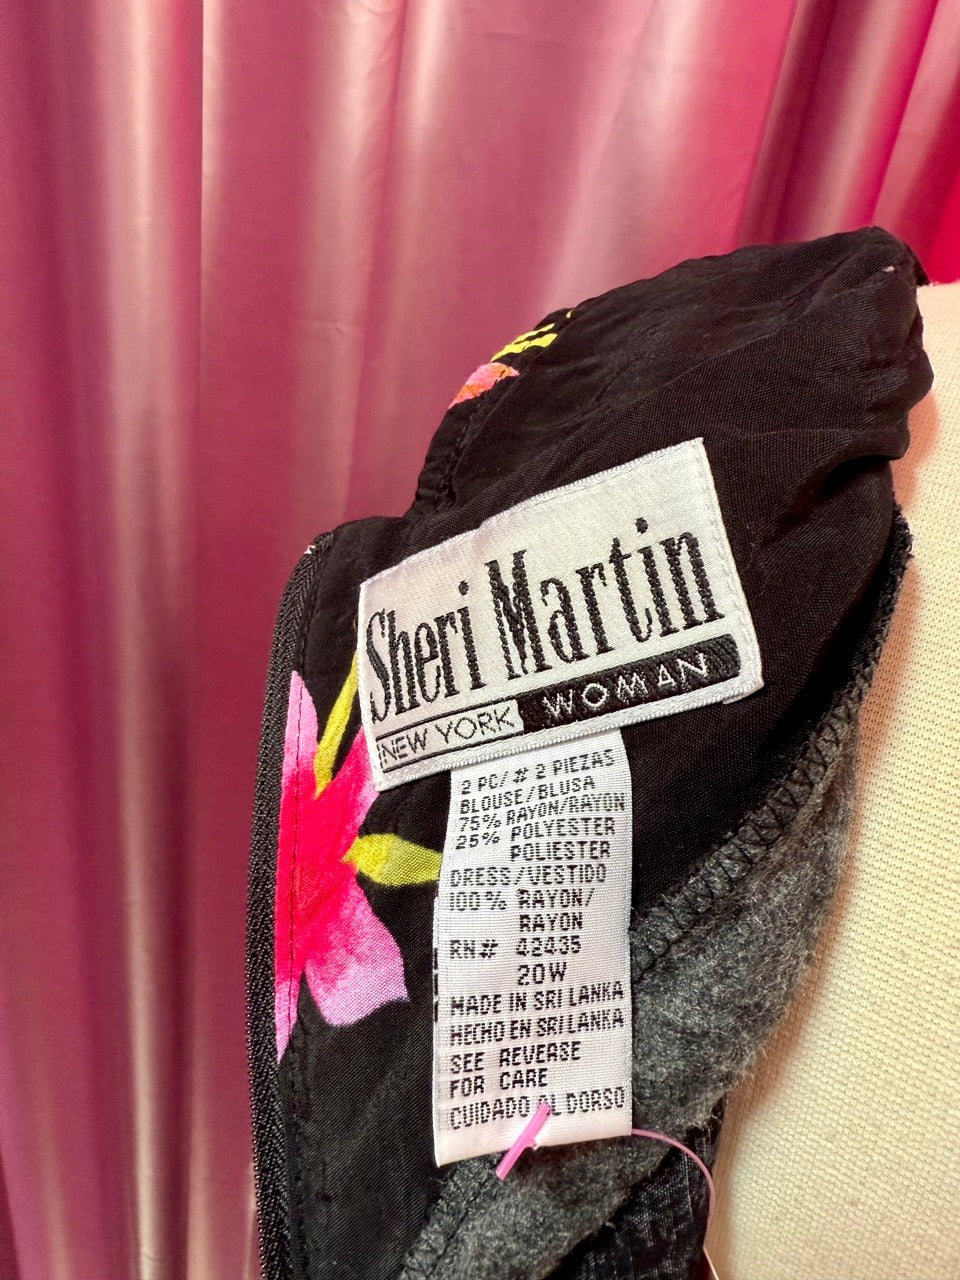 Sheri Martin
NEW YORK WOMAN
2 PC/# 2 PIEZAS
BLOUSE/BLUSA
75% RAYON/RAYON
25% POLYESTER
POLIESTER
DRESS/VESTIDO
100% RAYON/
RAYON
RN# 42435
20W
MADE IN SRI LANKA
HECHO EN SRI LANKA
SEE REVERSE
FOR CARE
CUIDADO AL DORSO